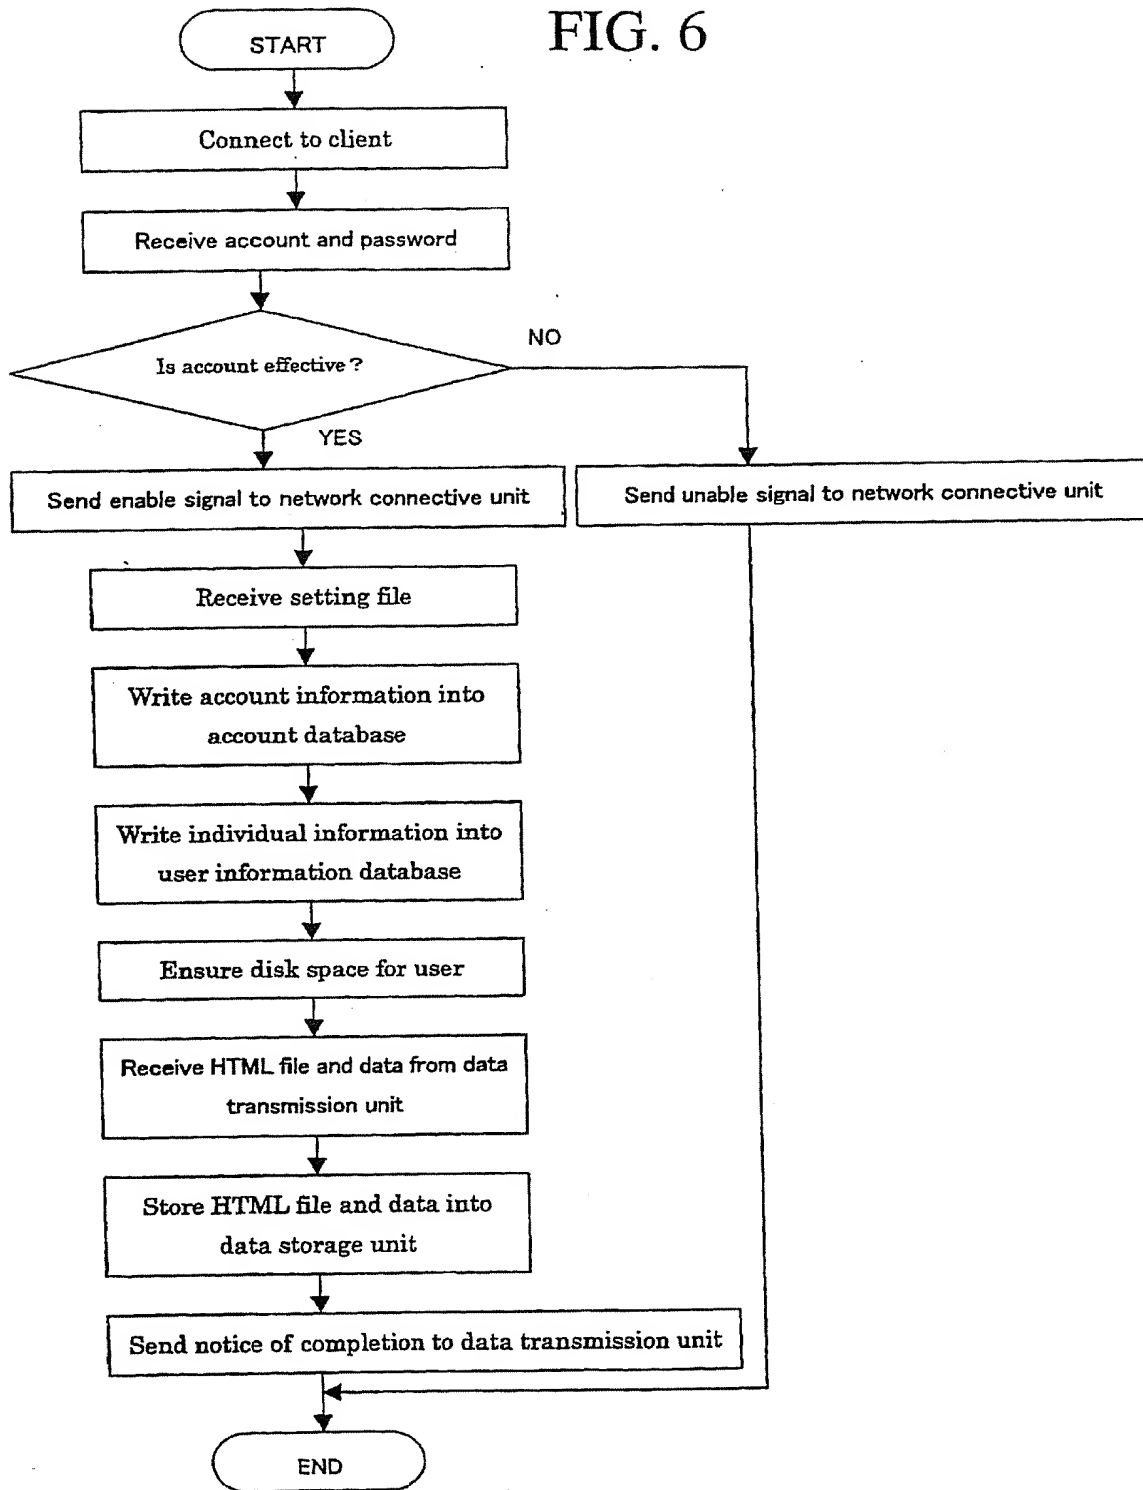 FIG. 6
START
Connect to client
Receive account and password
Is account effective?
NO
YES
Send enable signal to network connective unit
Send unable signal to network connective unit
Receive setting file
Write account information into
account database
Write individual information into
user information database
Ensure disk space for user
Receive HTML file and data from data
transmission unit
Store HTML file and data into
data storage unit
Send notice of completion to data transmission unit
END